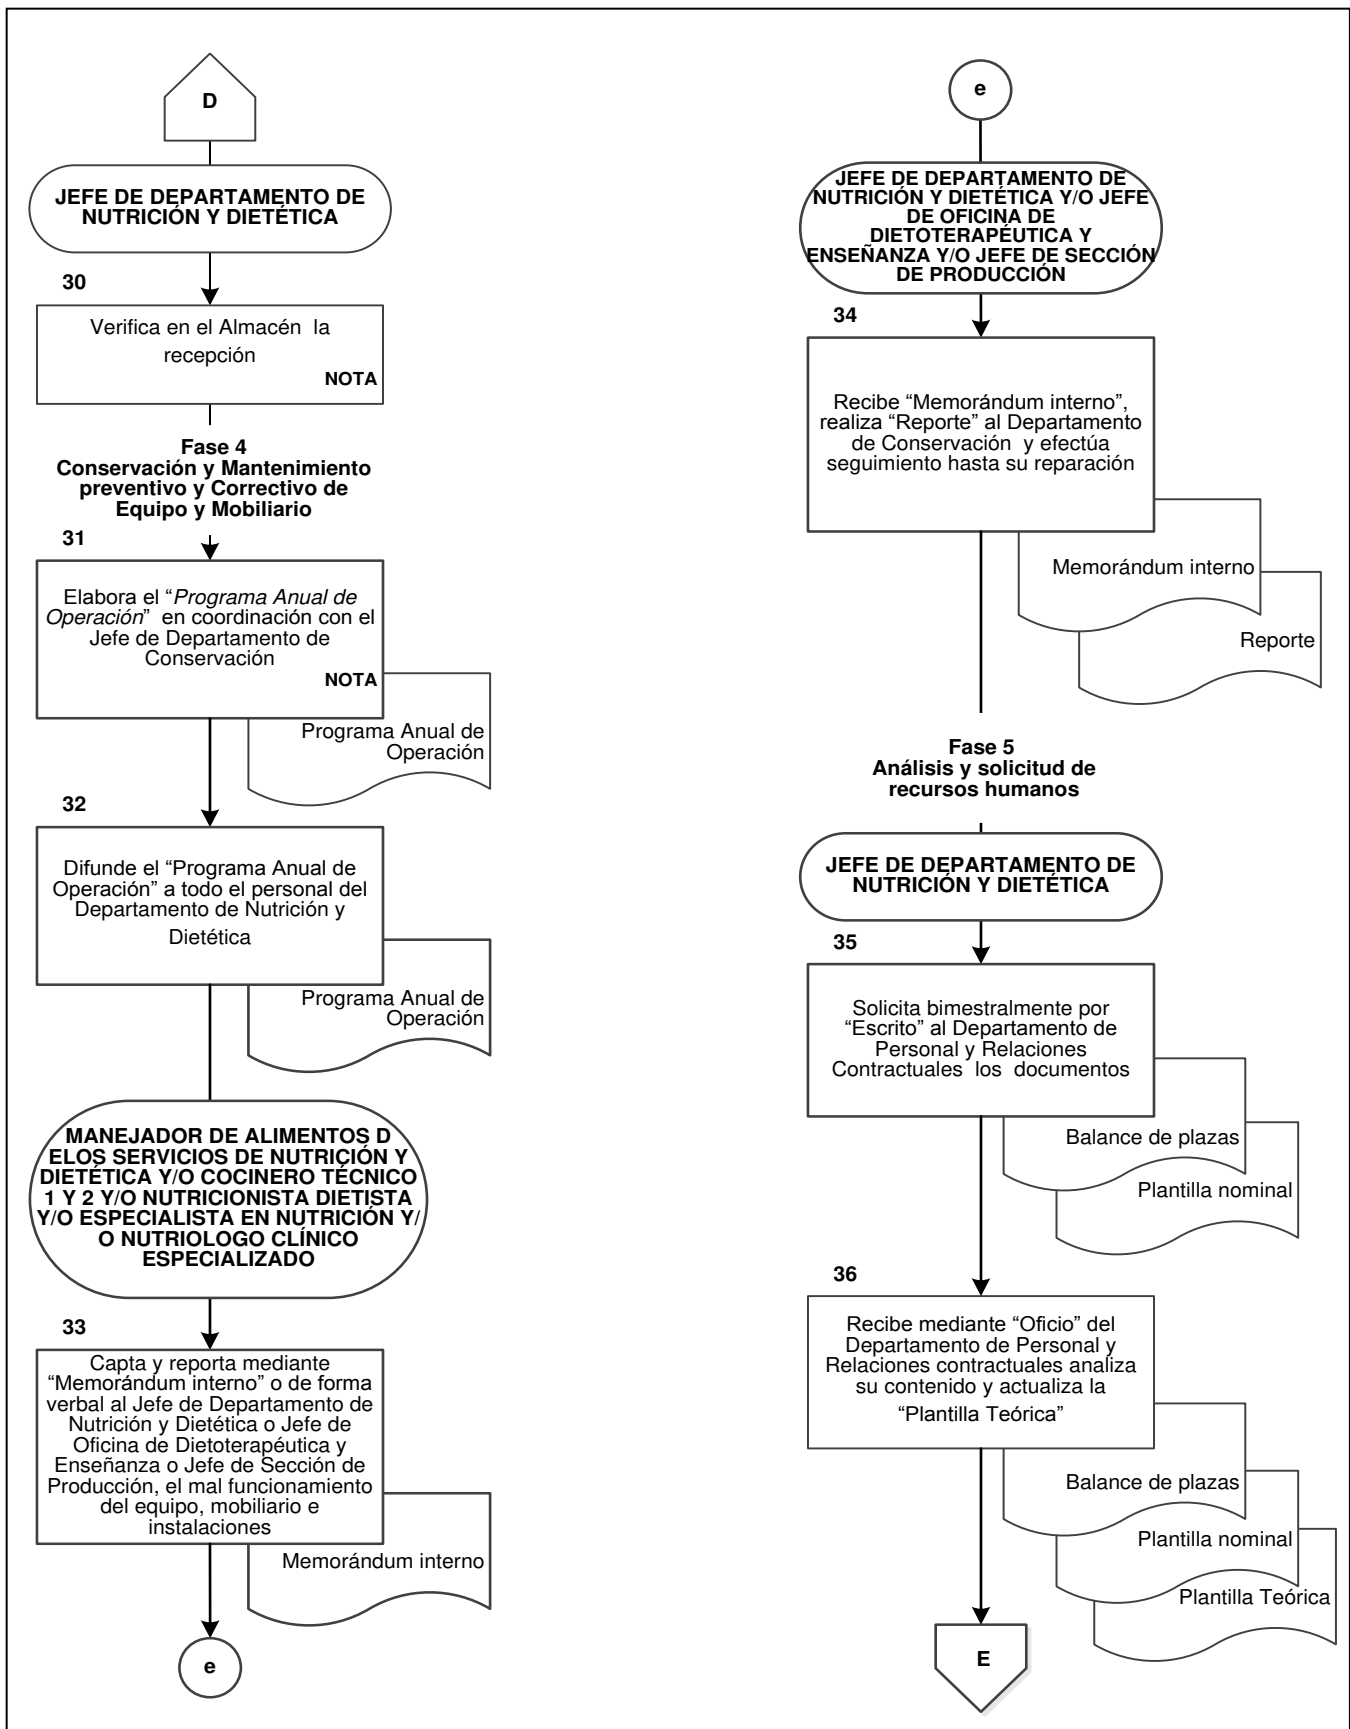 D
JEFE DE DEPARTAMENTO DE
NUTRICIÓN Y DIETÉTICA
30
Verifica en el Almacén la
recepción
NOTA
Fase 4
Conservación y Mantenimiento
preventivo y Correctivo de
Equipo y Mobiliario
31
Elabora el “Programa Anual de
Operación” en coordinación con el
Jefe de Departamento de
Conservación
NOTA
Programa Anual de
Operación
32
Difunde el “Programa Anual de
Operación” a todo el personal del
Departamento de Nutrición y
Dietética
Programa Anual de
Operación
MANEJADOR DE ALIMENTOS D
ELOS SERVICIOS DE NUTRICIÓN Y
DIETÉTICA Y/O COCINERO TÉCNICO
1 Y 2 Y/O NUTRICIONISTA DIETISTA
Y/O ESPECIALISTA EN NUTRICIÓN Y/
O NUTRIOLOGO CLÍNICO
ESPECIALIZADO
33
Capta y reporta mediante
“Memorándum interno” o de forma
verbal al Jefe de Departamento de
Nutrición y Dietética o Jefe de
Oficina de Dietoterapéutica y
Enseñanza o Jefe de Sección de
Producción, el mal funcionamiento
del equipo, mobiliario e
instalaciones
Memorándum interno
e
e
JEFE DE DEPARTAMENTO DE
NUTRICIÓN Y DIETÉTICA Y/O JEFE
DE OFICINA DE
DIETOTERAPÉUTICA Y
ENSEÑANZA Y/O JEFE DE SECCIÓN
DE PRODUCCIÓN
34
Recibe “Memorándum interno”,
realiza “Reporte” al Departamento
de Conservación y efectúa
seguimiento hasta su reparación
Memorándum interno
Reporte
Fase 5
Análisis y solicitud de
recursos humanos
JEFE DE DEPARTAMENTO DE
NUTRICIÓN Y DIETÉTICA
35
Solicita bimestralmente por
“Escrito” al Departamento de
Personal y Relaciones
Contractuales los documentos
Balance de plazas
Plantilla nominal
36
Recibe mediante “Oficio” del
Departamento de Personal y
Relaciones contractuales analiza
su contenido y actualiza la
“Plantilla Teórica”
Balance de plazas
Plantilla nominal
Plantilla Teórica
E